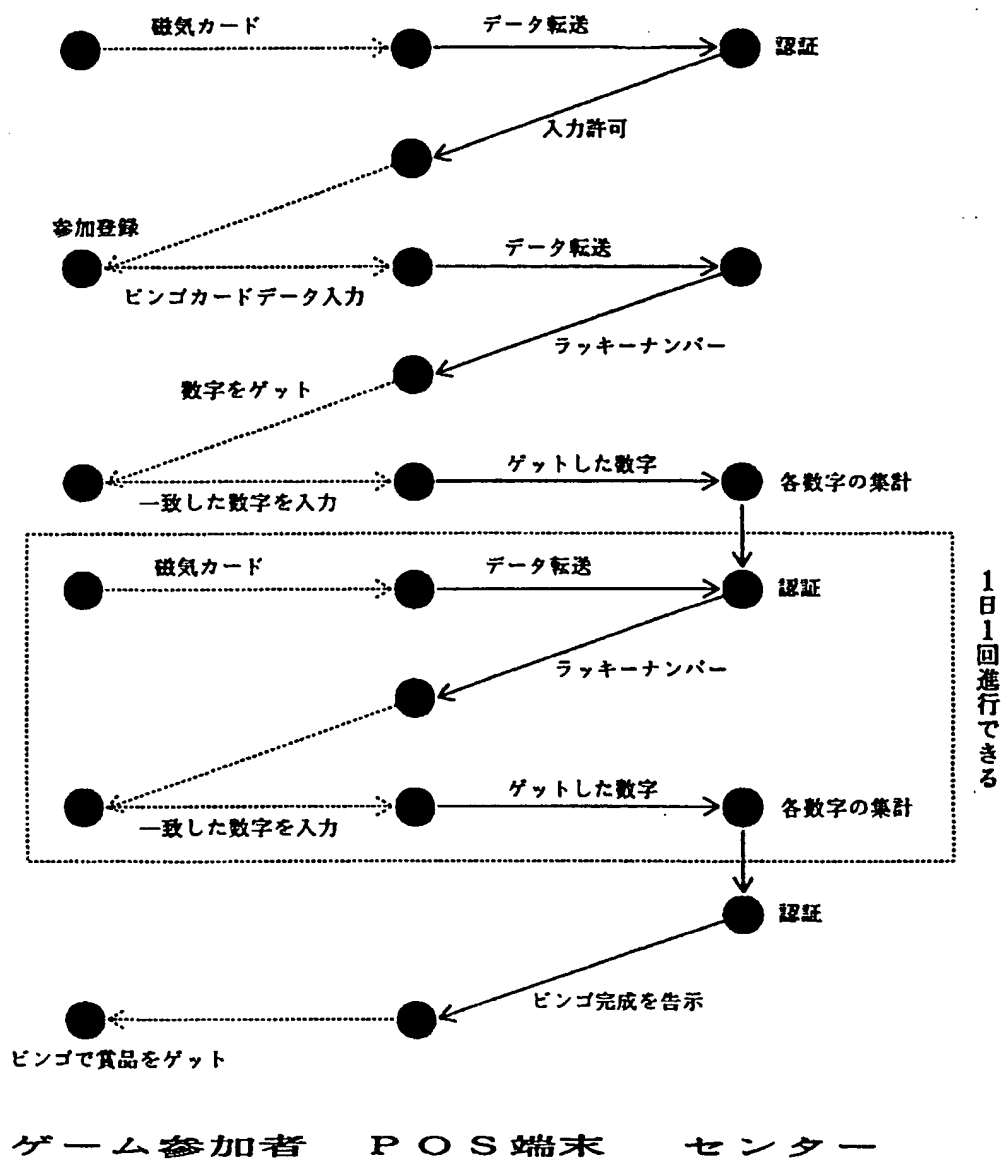 磁気カード
データ転送
認証
入力許可
参加登録
データ転送
ビンゴカードデータ入力
ラッキーナンバー
数字をゲット
ゲットした数字
各数字の集計
一致した数字を入力
磁気カード
データ転送
認証
ラッキーナンバー
1日1回進行できる
ゲットした数字
各数字の集計
一致した数字を入力
認証
ビンゴ完成を告示
ビンゴで賞品をゲット
ゲーム参加者 POS端末 センター